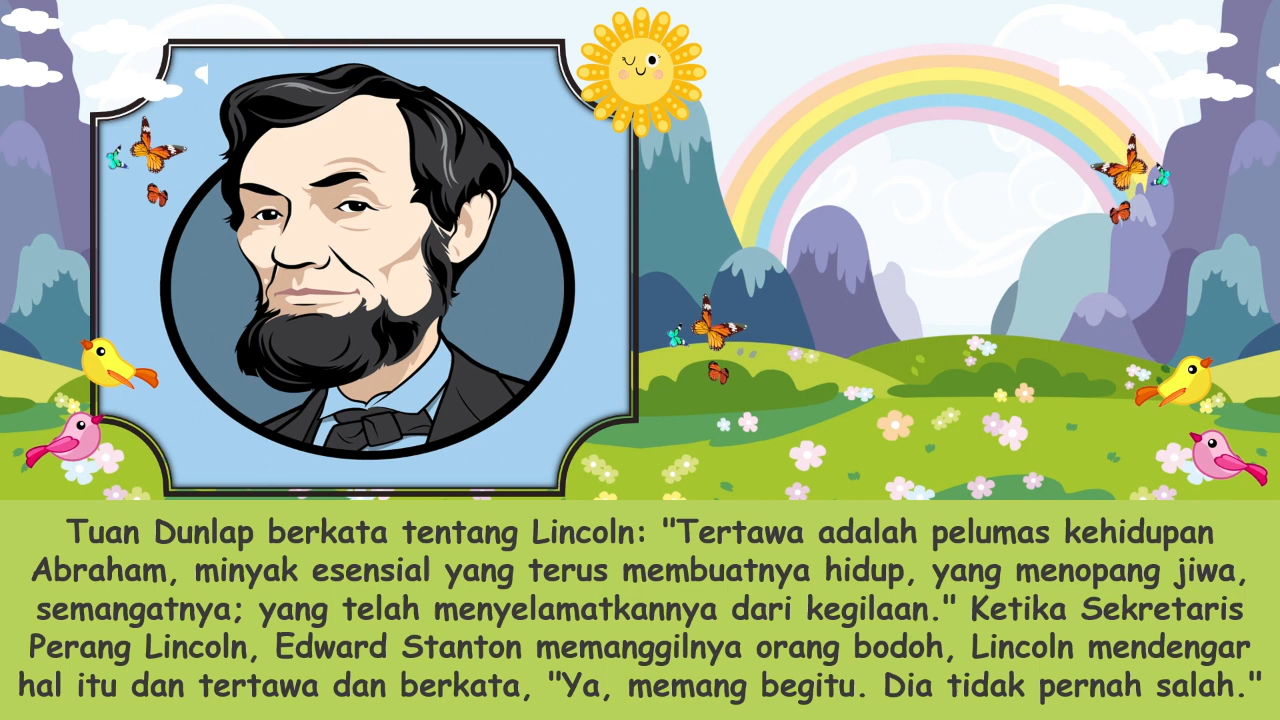 Tuan Dunlap berkata tentang Lincoln: "Tertawa adalah pelumas kehidupan
Abraham, minyak esensial yang terus membuatnya hidup, yang menopang jiwa,
semangatnya; yang telah menyelamatkannya dari kegilaan." Ketika Sekretaris
Perang Lincoln, Edward Stanton memanggilnya orang bodoh, Lincoln mendengar
hal itu dan tertawa dan berkata, "Ya, memang begitu. Dia tidak pernah salah."